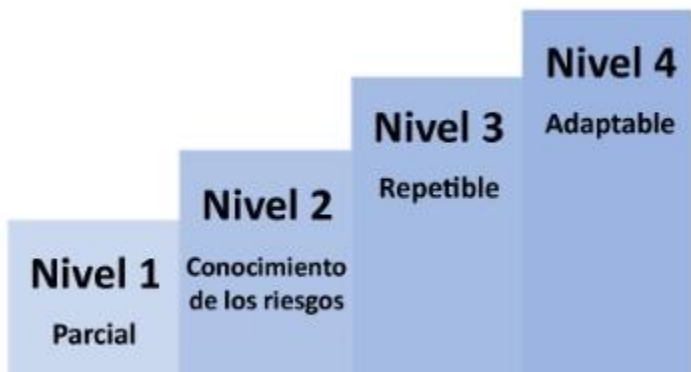 Nivel 1
Parcial
Nivel 2
Conocimiento
de los riesgos
Nivel 3
Repetible
Nivel 4
Adaptable